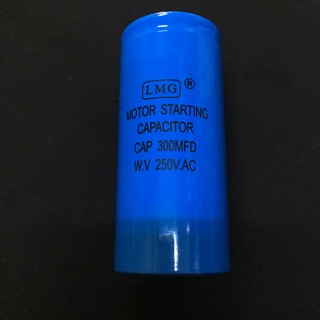 LMG ®
MOTOR STARTING
CAPACITOR
CAP 300MFD
W.V 250V.AC